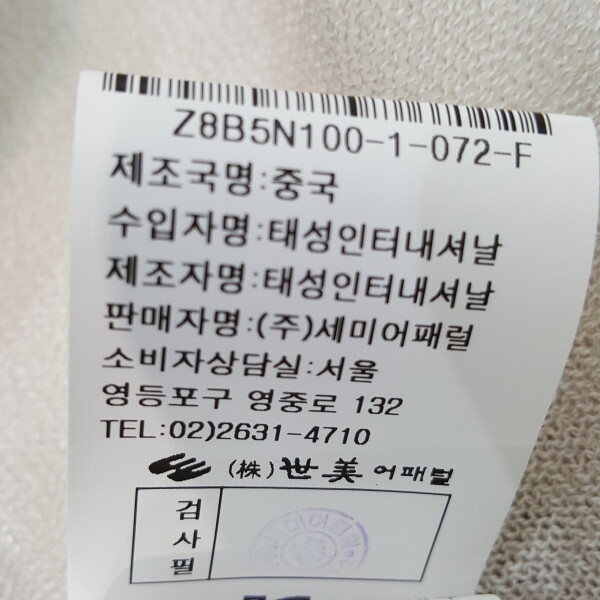 Z8B5N100-1-072-F
제조국명:중국
수입자명:태성인터내셔날
제조자명:태성인터내셔날
판매자명:(주)세미어패럴
소비자상담실:서울
영등포구 영중로 132
TEL:02)2631-4710
(株)世美어패럴
검
사
필